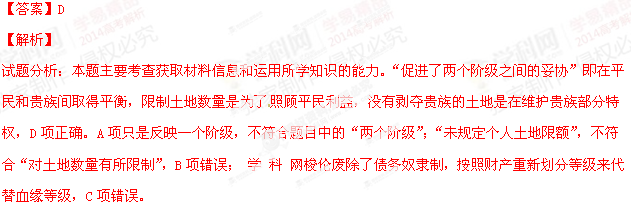 【答案】D
【解析】
试题分析：本题主要考查获取材料信息和运用所学知识的能力。“促进了两个阶级之间的妥协”即在平
民和贵族间取得平衡，限制土地数量是为了照顾平民利益，没有剥夺贵族的土地是在维护贵族部分特
权，D 项正确。A 项只是反映一个阶级，不符合题目中的“两个阶级”；“未规定个人土地限额”，不符
合“对土地数量有所限制”，B 项错误； 学 科 网梭伦废除了债务奴隶制，按照财产重新划分等级来代
替血缘等级，C 项错误。